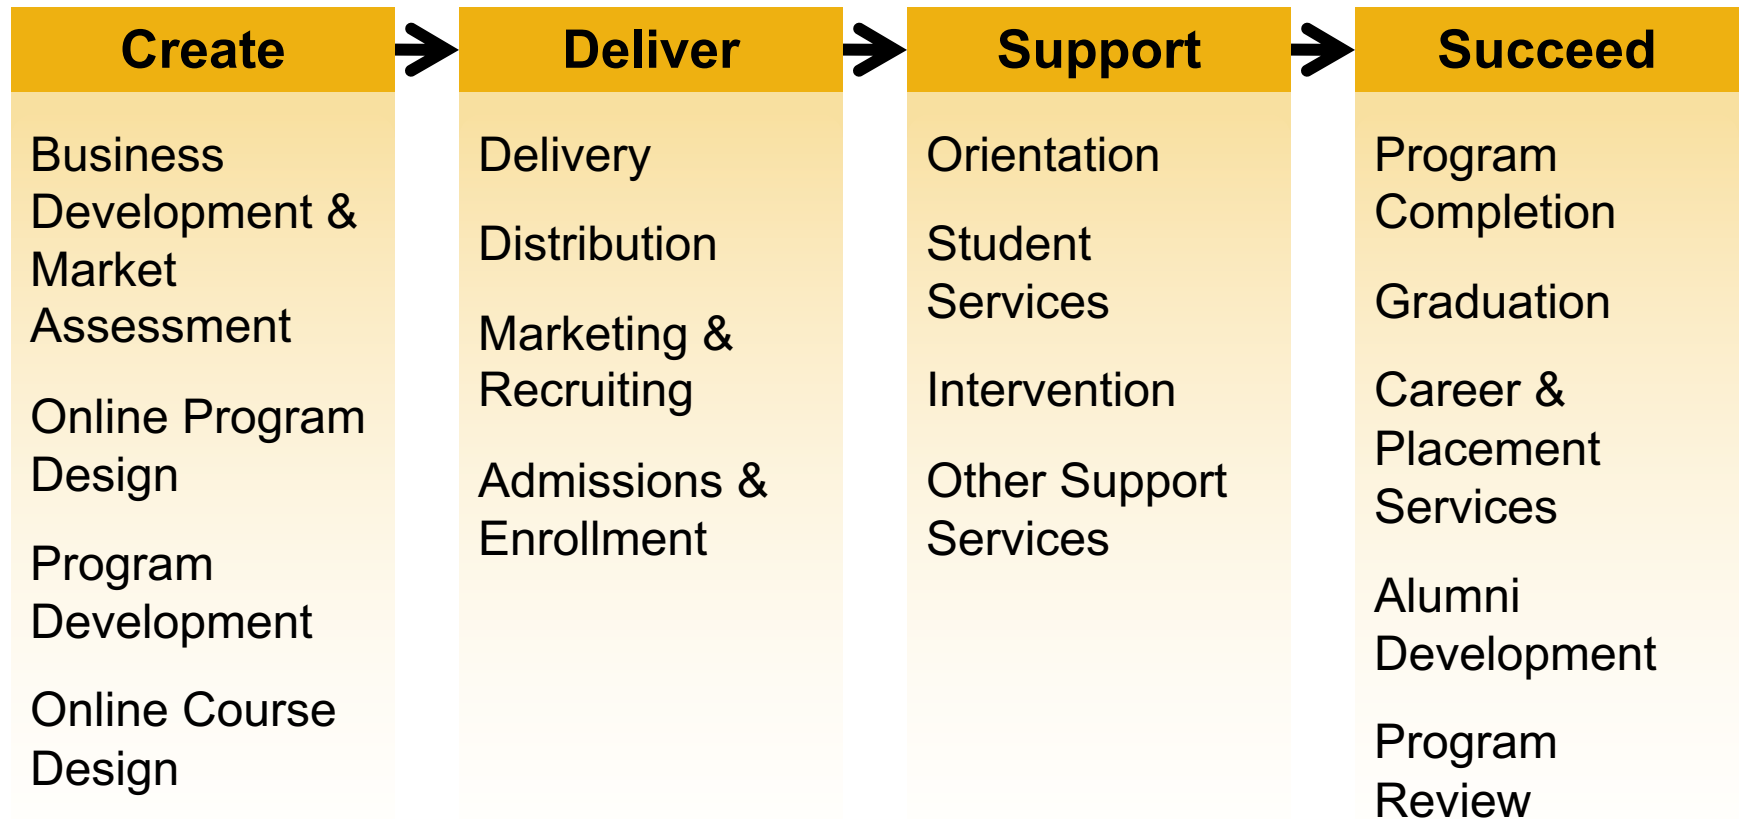 Create
Business
Development &
Market
Assessment
Online Program
Design
Program
Development
Online Course
Design
Deliver
Delivery
Distribution
Marketing &
Recruiting
Admissions &
Enrollment
Support
Orientation
Student
Services
Intervention
Other Support
Services
Succeed
Program
Completion
Graduation
Career &
Placement
Services
Alumni
Development
Program
Review